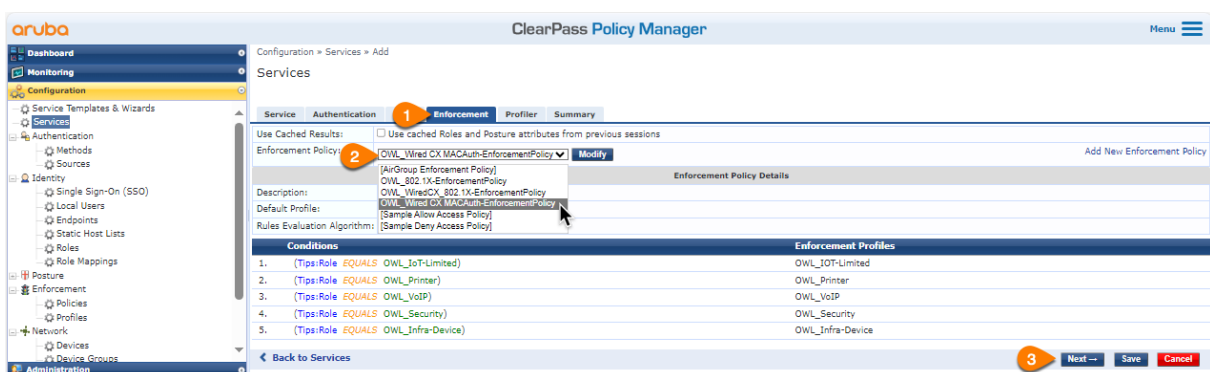 aruba
ClearPass Policy Manager
Menu
Dashboard
Monitoring
Configuration
Service Templates & Wizards
Services
Authentication
Methods
Sources
Identity
Single Sign-On (SSO)
Local Users
Endpoints
Static Host Lists
Roles
Role Mappings
Posture
Enforcement
Policies
Profiles
Network
Devices
Device Groups
Administration
Configuration » Services » Add
Services
Service Authentication 1 Enforcement Profiler Summary
Use Cached Results: Use cached Roles and Posture attributes from previous sessions
Enforcement Policy: 2 OWL_Wired CX MACAuth-EnforcementPolicy Modify Add New Enforcement Policy
[AirGroup Enforcement Policy]
OWL_802.1X-EnforcementPolicy
OWL_WiredCX_802.1X-EnforcementPolicy
OWL_Wired CX MACAuth-EnforcementPolicy
[Sample Allow Access Policy]
[Sample Deny Access Policy]
Enforcement Policy Details
Description:
Default Profile:
Rules Evaluation Algorithm:
Conditions Enforcement Profiles
1. (Tips:Role EQUALS OWL_IoT-Limited) OWL_IOT-Limited
2. (Tips:Role EQUALS OWL_Printer) OWL_Printer
3. (Tips:Role EQUALS OWL_VoIP) OWL_VoIP
4. (Tips:Role EQUALS OWL_Security) OWL_Security
5. (Tips:Role EQUALS OWL_Infra-Device) OWL_Infra-Device
Back to Services 3 Next → Save Cancel